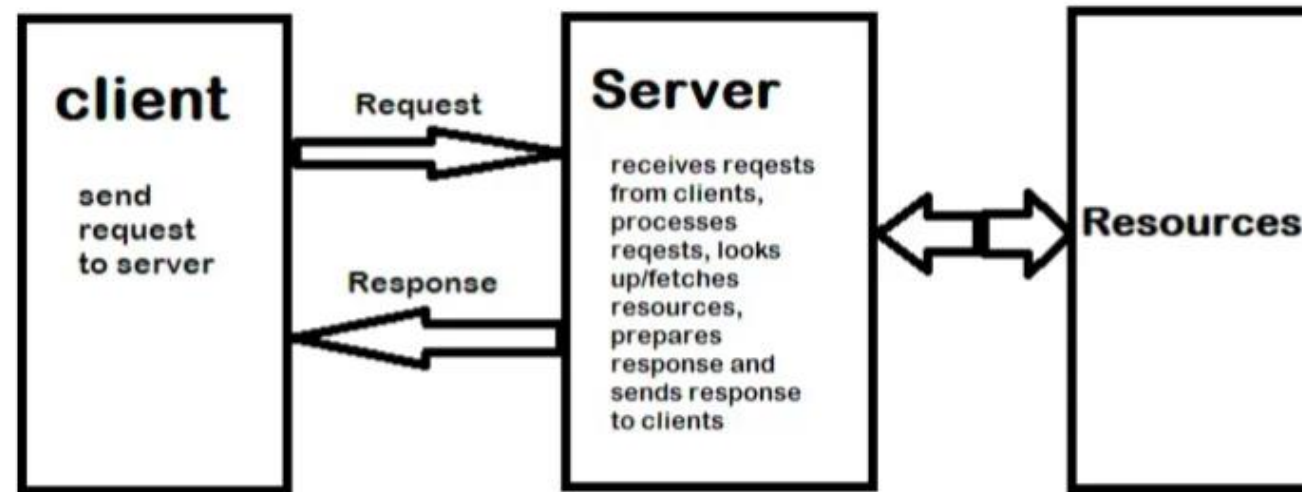 client
send
request
to server
Request
Response
Server
receives reqests
from clients,
processes
reqests, looks
up/fetches
resources,
prepares
response and
sends response
to clients
Resources